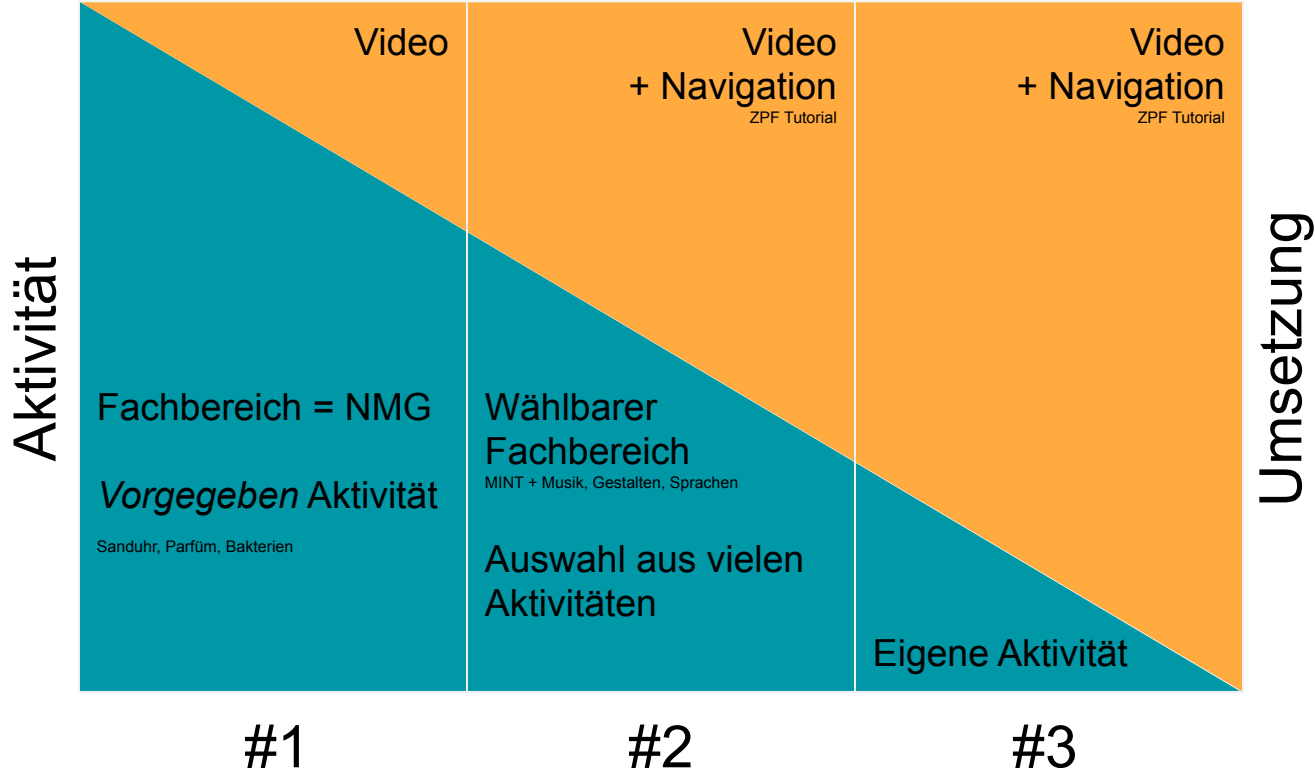 Video
Video
+ Navigation
ZPF Tutorial
Video
+ Navigation
ZPF Tutorial
Aktivität
Umsetzung
Fachbereich = NMG
Vorgegeben Aktivität
Sanduhr, Parfüm, Bakterien
Wählbarer
Fachbereich
MINT + Musik, Gestalten, Sprachen
Auswahl aus vielen
Aktivitäten
Eigene Aktivität
#1
#2
#3